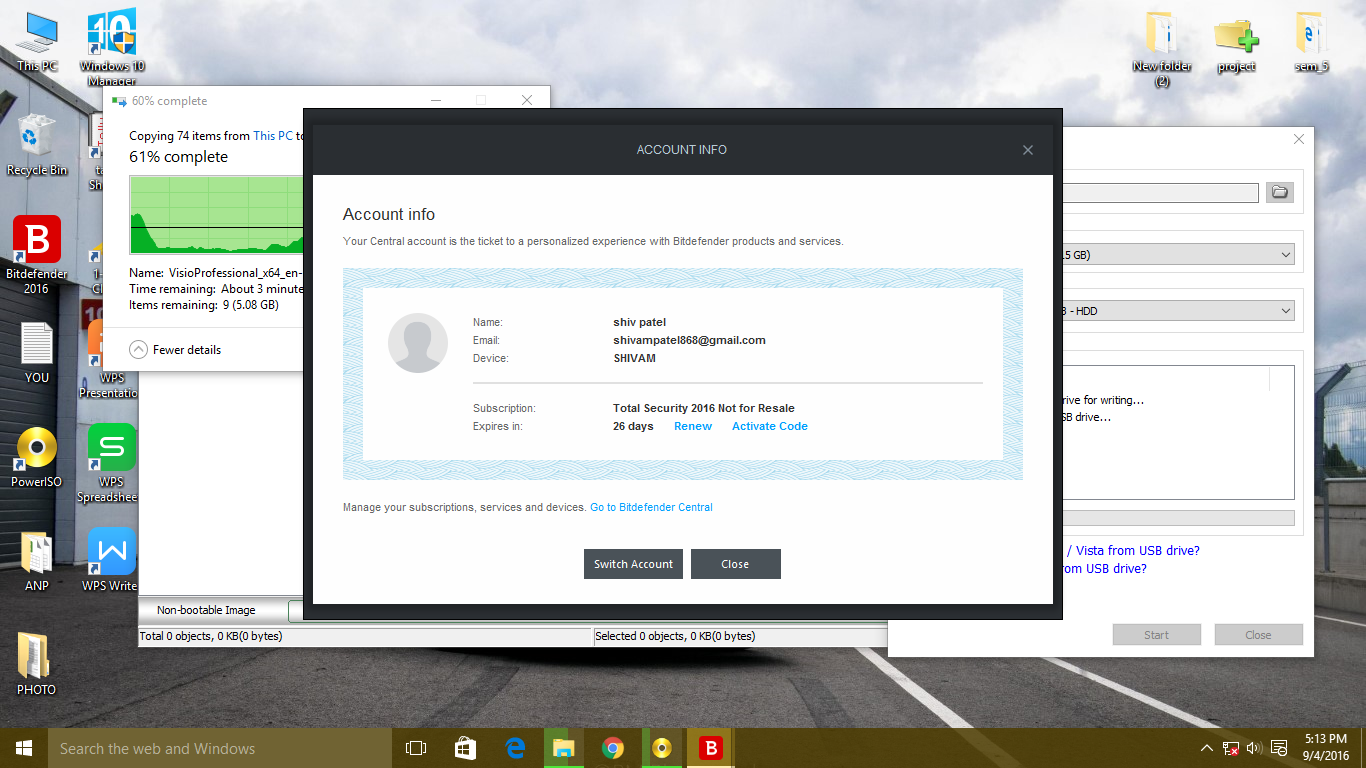 This PC
Windows 10
Manager
New folder
(2)
project
sem_5
60% complete
Copying 74 items from This PC to
61% complete
Name: VisioProfessional_x64_en-
Time remaining: About 3 minute
Items remaining: 9 (5.08 GB)
Fewer details
Recycle Bin
Bitdefender
2016
YOU
WPS
Presentation
PowerISO
WPS
Spreadsheet
ANP
WPS Write
PHOTO
ACCOUNT INFO
Account info
Your Central account is the ticket to a personalized experience with Bitdefender products and services.
Name: shiv patel
Email: shivampatel868@gmail.com
Device: SHIVAM
Subscription: Total Security 2016 Not for Resale
Expires in: 26 days Renew Activate Code
Manage your subscriptions, services and devices. Go to Bitdefender Central
Switch Account Close
.5 GB)
- HDD
rive for writing...
SB drive...
/ Vista from USB drive?
om USB drive?
Start Close
Non-bootable Image
Total 0 objects, 0 KB(0 bytes) Selected 0 objects, 0 KB(0 bytes)
Search the web and Windows
5:13 PM
9/4/2016